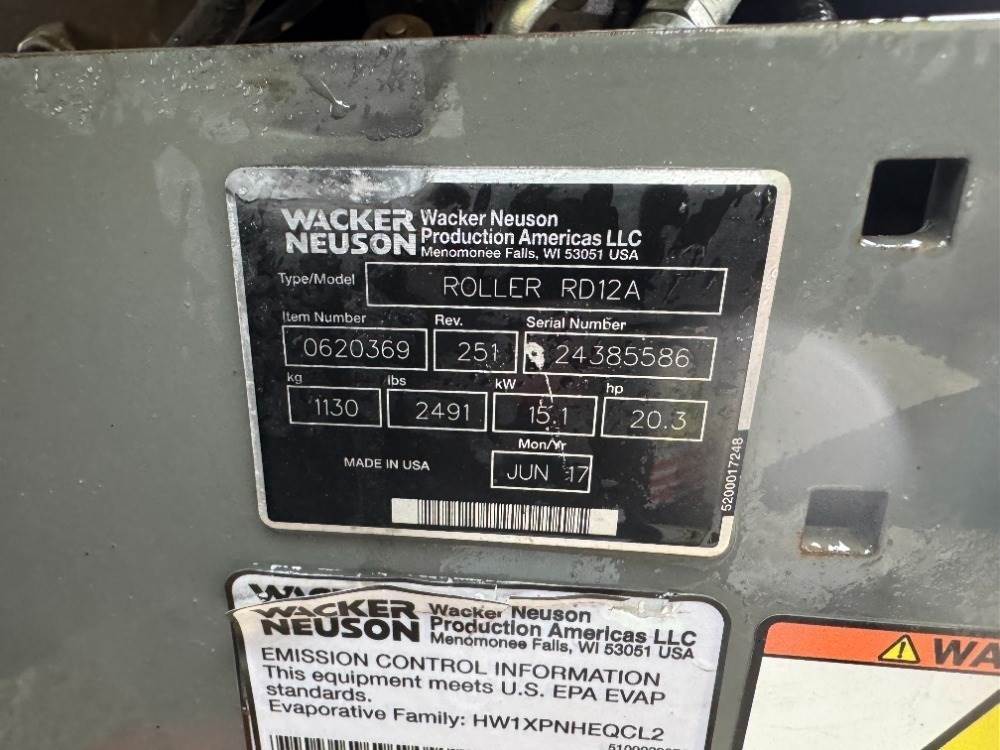 WACKER NEUSON
Wacker Neuson
Production Americas LLC
Menomonee Falls, WI 53051 USA
Type/Model ROLLER RD12A
Item Number Rev. Serial Number
0620369 251 24385586
kg lbs kW hp
1130 2491 15.1 20.3
Mon/Yr
MADE IN USA JUN 17
5200017248
WACKER NEUSON
Wacker Neuson
Production Americas LLC
Menomonee Falls, WI 53051 USA
EMISSION CONTROL INFORMATION
This equipment meets U.S. EPA EVAP
standards.
Evaporative Family: HW1XPNHEQCL2
WA